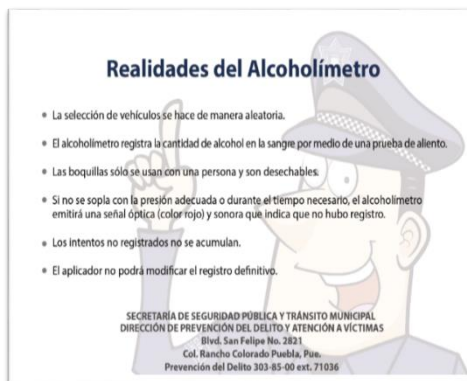 Realidades del Alcoholímetro
La selección de vehículos se hace de manera aleatoria.
El alcoholímetro registra la cantidad de alcohol en la sangre por medio de una prueba de aliento.
Las boquillas sólo se usan con una persona y son desechables.
Si no se sopla con la presión adecuada o durante el tiempo necesario, el alcoholímetro
emitirá una señal óptica (color rojo) y sonora que indica que no hubo registro.
Los intentos no registrados no se acumulan.
El aplicador no podrá modificar el registro definitivo.
SECRETARÍA DE SEGURIDAD PÚBLICA Y TRÁNSITO MUNICIPAL
DIRECCIÓN DE PREVENCIÓN DEL DELITO Y ATENCIÓN A VÍCTIMAS
Blvd. San Felipe No. 2821
Col. Rancho Colorado Puebla, Pue.
Prevención del Delito 303-85-00 ext. 71036